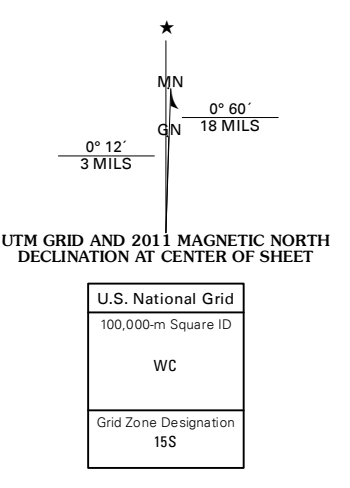 ★
MN
0° 60´
18 MILS
GN
0° 12´
3 MILS
UTM GRID AND 2011 MAGNETIC NORTH
DECLINATION AT CENTER OF SHEET
U.S. National Grid
100,000-m Square ID
WC
Grid Zone Designation
15S